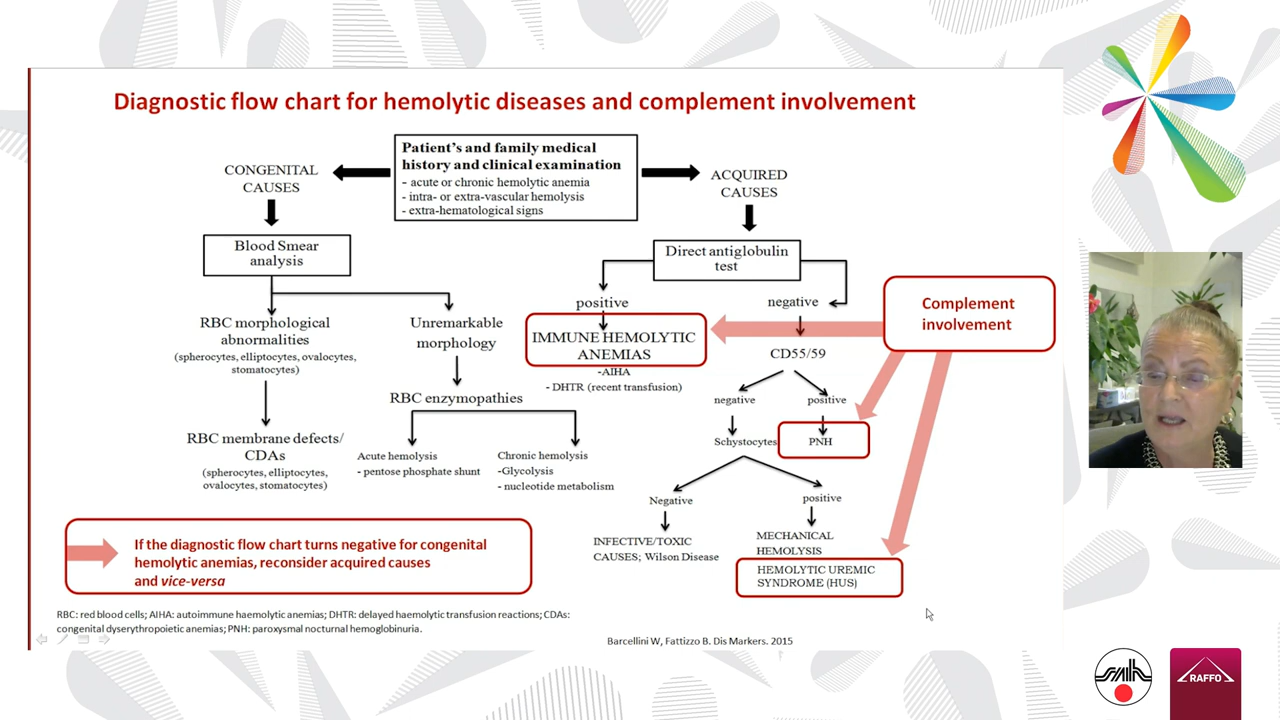 Diagnostic flow chart for hemolytic diseases and complement involvement
Patient's and family medical
history and clinical examination
- acute or chronic hemolytic anemia
- intra- or extra-vascular hemolysis
- extra-hematological signs
CONGENITAL
CAUSES
ACQUIRED
CAUSES
Blood Smear
analysis
Direct antiglobulin
test
positive
negative
Complement
involvement
RBC morphological
abnormalities
(spherocytes, elliptocytes, ovalocytes,
stomatocytes)
Unremarkable
morphology
IMMUNE HEMOLYTIC
ANEMIAS
-AIHA
- DHTR (recent transfusion)
CD55/59
RBC enzymopathies
negative
positive
RBC membrane defects/
CDAs
(spherocytes, elliptocytes,
ovalocytes, stomatocytes)
Acute hemolysis
- pentose phosphate shunt
Chronic hemolysis
-Glycolysis
- nucleotide metabolism
Schystocytes
PNH
Negative
positive
INFECTIVE/TOXIC
CAUSES; Wilson Disease
MECHANICAL
HEMOLYSIS
HEMOLYTIC UREMIC
SYNDROME (HUS)
If the diagnostic flow chart turns negative for congenital
hemolytic anemias, reconsider acquired causes
and vice-versa
RBC: red blood cells; AIHA: autoimmune haemolytic anemias; DHTR: delayed haemolytic transfusion reactions; CDAs:
congenital dyserythropoietic anemias; PNH: paroxysmal nocturnal hemoglobinuria.
Barcellini W, Fattizzo B. Dis Markers. 2015
RAFFO